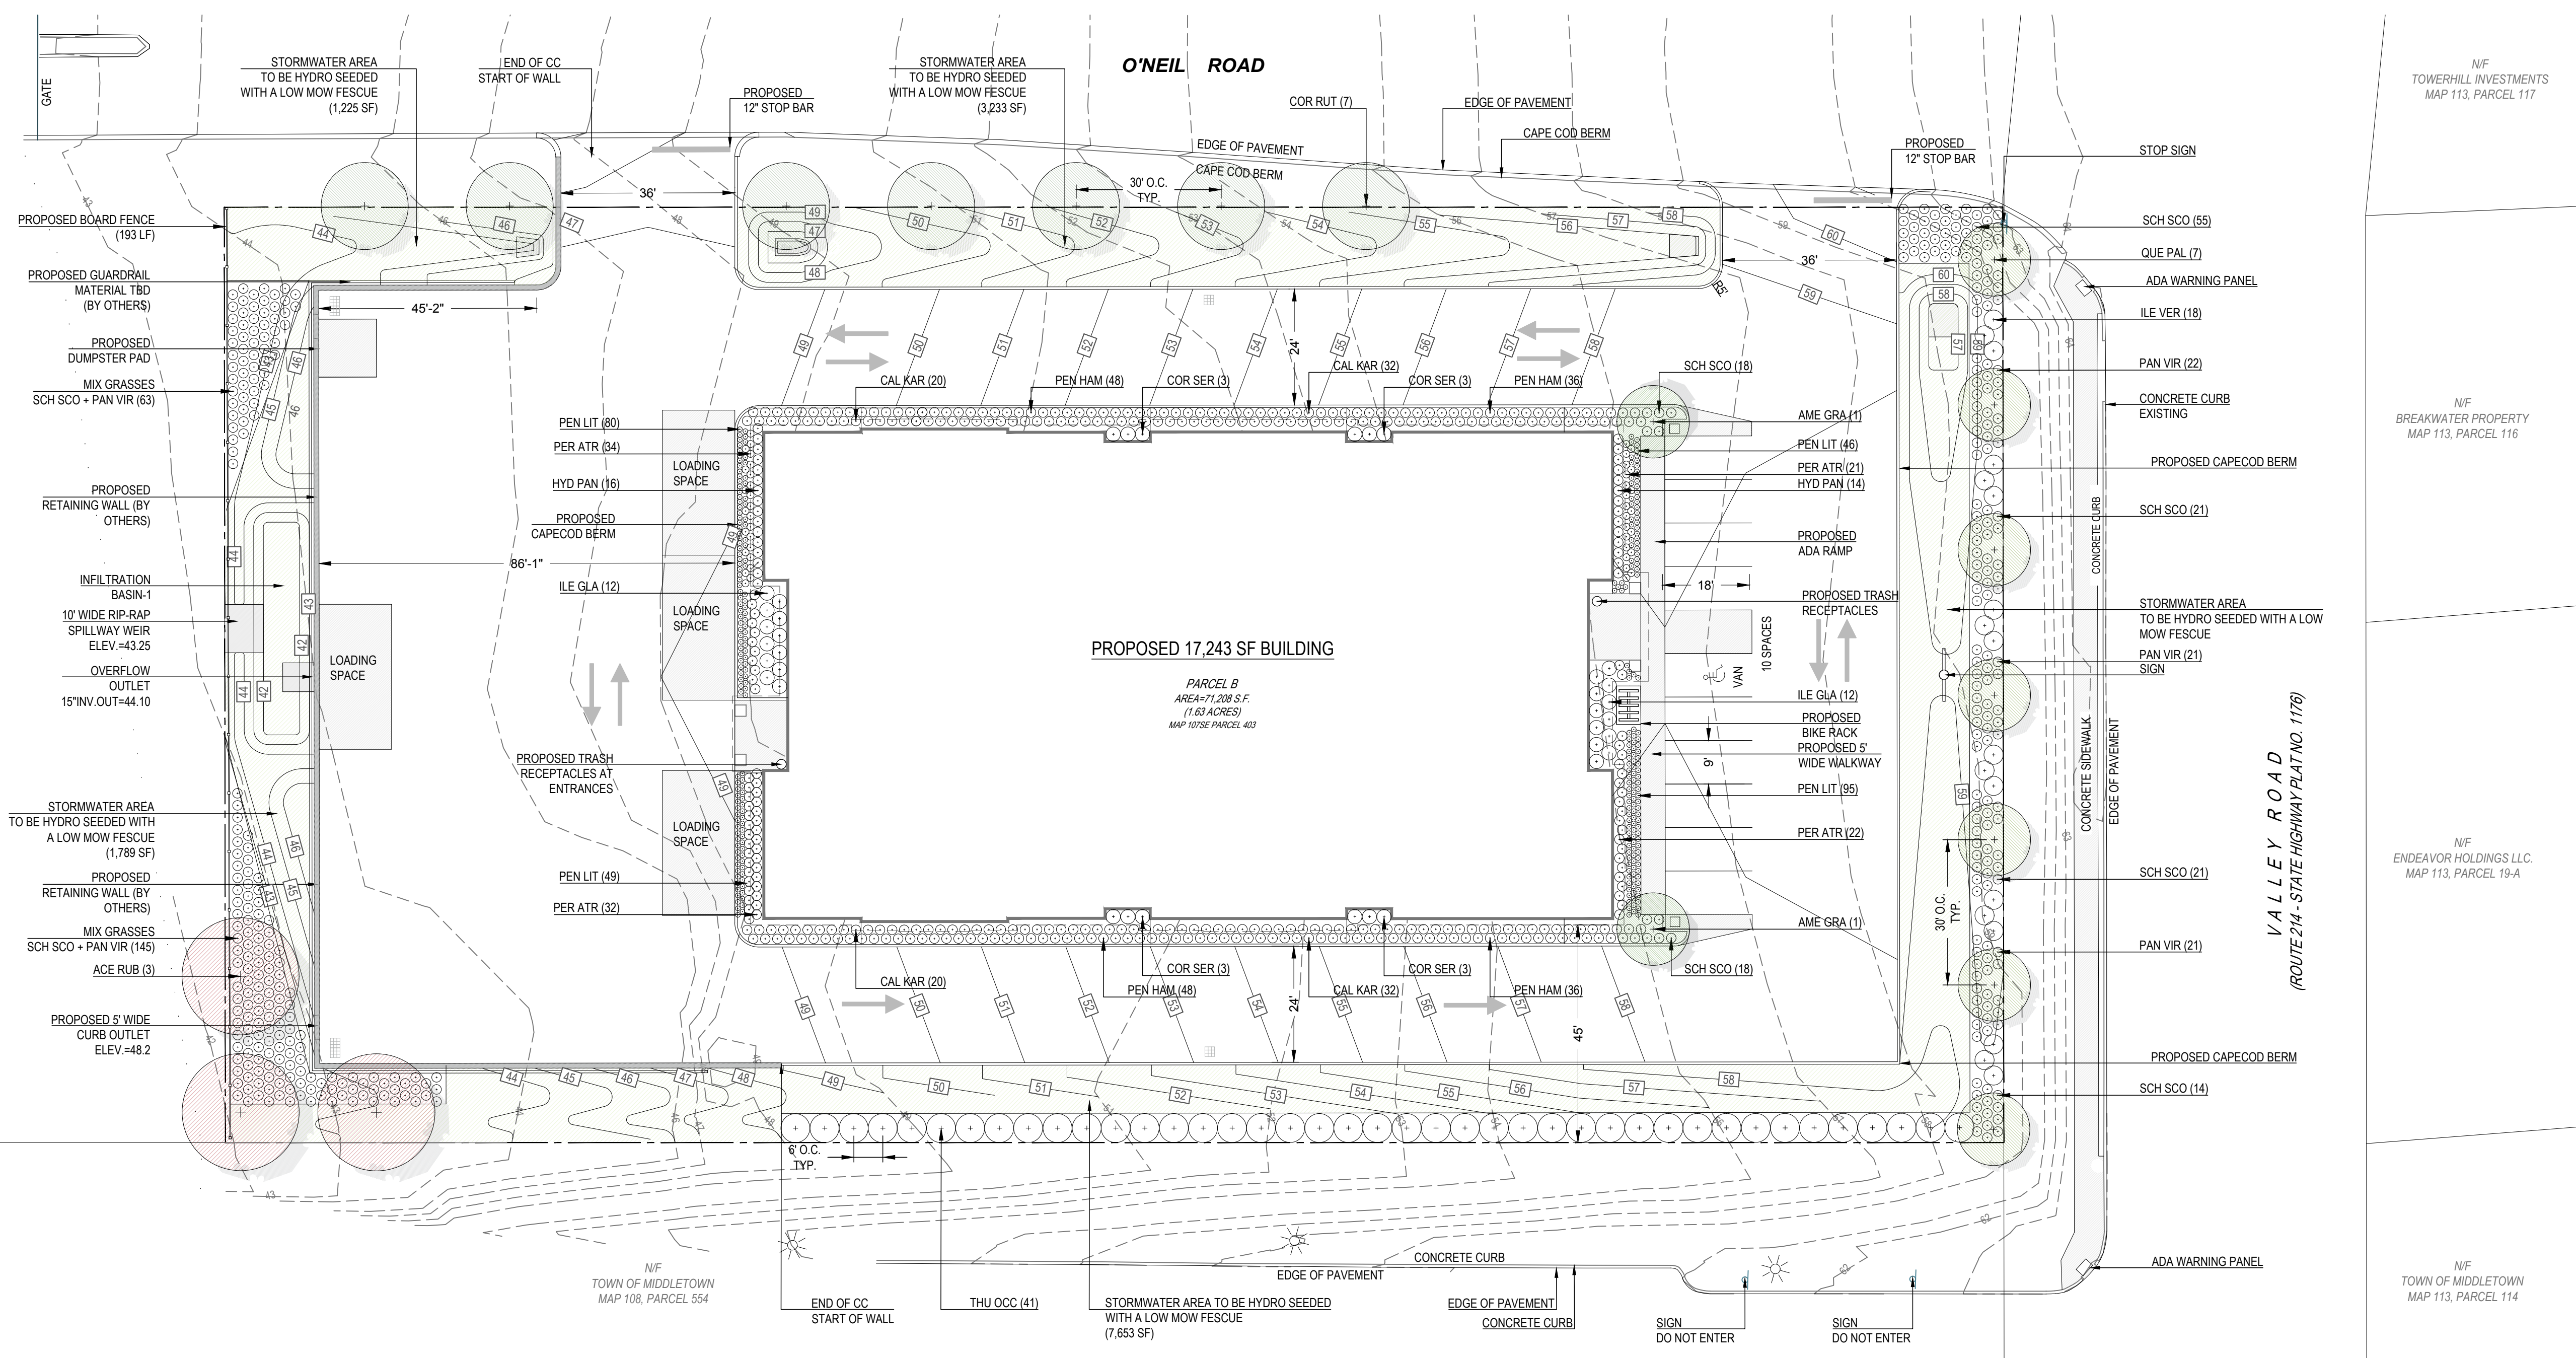 O'NEIL ROAD
GATE
STORMWATER AREA
TO BE HYDRO SEEDED
WITH A LOW MOW FESCUE
(1,225 SF)
END OF CC
START OF WALL
PROPOSED
12" STOP BAR
STORMWATER AREA
TO BE HYDRO SEEDED
WITH A LOW MOW FESCUE
(3,233 SF)
COR RUT (7)
EDGE OF PAVEMENT
CAPE COD BERM
EDGE OF PAVEMENT
CAPE COD BERM
PROPOSED
12" STOP BAR
36'
30' O.C.
TYP.
36'
R5'
45'-2"
24'
86'-1"
18'
9'
24'
45'
30' O.C.
TYP.
6' O.C.
TYP.
PROPOSED BOARD FENCE
(193 LF)
PROPOSED GUARDRAIL
MATERIAL TBD
(BY OTHERS)
PROPOSED
DUMPSTER PAD
MIX GRASSES
SCH SCO + PAN VIR (63)
PROPOSED
RETAINING WALL (BY
OTHERS)
INFILTRATION
BASIN-1
10' WIDE RIP-RAP
SPILLWAY WEIR
ELEV.=43.25
OVERFLOW
OUTLET
15"INV.OUT=44.10
STORMWATER AREA
TO BE HYDRO SEEDED WITH
A LOW MOW FESCUE
(1,789 SF)
PROPOSED
RETAINING WALL (BY
OTHERS)
MIX GRASSES
SCH SCO + PAN VIR (145)
ACE RUB (3)
PROPOSED 5' WIDE
CURB OUTLET
ELEV.=48.2
CAL KAR (20)
PEN HAM (48)
COR SER (3)
CAL KAR (32)
COR SER (3)
PEN HAM (36)
SCH SCO (18)
PEN LIT (80)
PER ATR (34)
HYD PAN (16)
PROPOSED
CAPECOD BERM
ILE GLA (12)
LOADING
SPACE
LOADING
SPACE
LOADING
SPACE
LOADING
SPACE
PROPOSED TRASH
RECEPTACLES AT
ENTRANCES
PEN LIT (49)
PER ATR (32)
PROPOSED 17,243 SF BUILDING
PARCEL B
AREA=71,208 S.F.
(1.63 ACRES)
MAP 107SE PARCEL 403
AME GRA (1)
PEN LIT (46)
PER ATR (21)
HYD PAN (14)
PROPOSED
ADA RAMP
PROPOSED TRASH
RECEPTACLES
10 SPACES
VAN
ILE GLA (12)
PROPOSED
BIKE RACK
PROPOSED 5'
WIDE WALKWAY
PEN LIT (95)
PER ATR (22)
AME GRA (1)
SCH SCO (18)
CAL KAR (20)
PEN HAM (48)
COR SER (3)
CAL KAR (32)
COR SER (3)
PEN HAM (36)
STOP SIGN
SCH SCO (55)
QUE PAL (7)
ADA WARNING PANEL
ILE VER (18)
PAN VIR (22)
CONCRETE CURB
EXISTING
PROPOSED CAPECOD BERM
SCH SCO (21)
CONCRETE CURB
STORMWATER AREA
TO BE HYDRO SEEDED WITH A LOW
MOW FESCUE
PAN VIR (21)
SIGN
CONCRETE SIDEWALK
EDGE OF PAVEMENT
SCH SCO (21)
PAN VIR (21)
PROPOSED CAPECOD BERM
SCH SCO (14)
ADA WARNING PANEL
VALLEY ROAD
(ROUTE 214 - STATE HIGHWAY PLAT NO. 1176)
N/F
TOWERHILL INVESTMENTS
MAP 113, PARCEL 117
N/F
BREAKWATER PROPERTY
MAP 113, PARCEL 116
N/F
ENDEAVOR HOLDINGS LLC.
MAP 113, PARCEL 19-A
N/F
TOWN OF MIDDLETOWN
MAP 113, PARCEL 114
N/F
TOWN OF MIDDLETOWN
MAP 108, PARCEL 554
END OF CC
START OF WALL
THU OCC (41)
STORMWATER AREA TO BE HYDRO SEEDED
WITH A LOW MOW FESCUE
(7,653 SF)
CONCRETE CURB
EDGE OF PAVEMENT
EDGE OF PAVEMENT
CONCRETE CURB
SIGN
DO NOT ENTER
SIGN
DO NOT ENTER